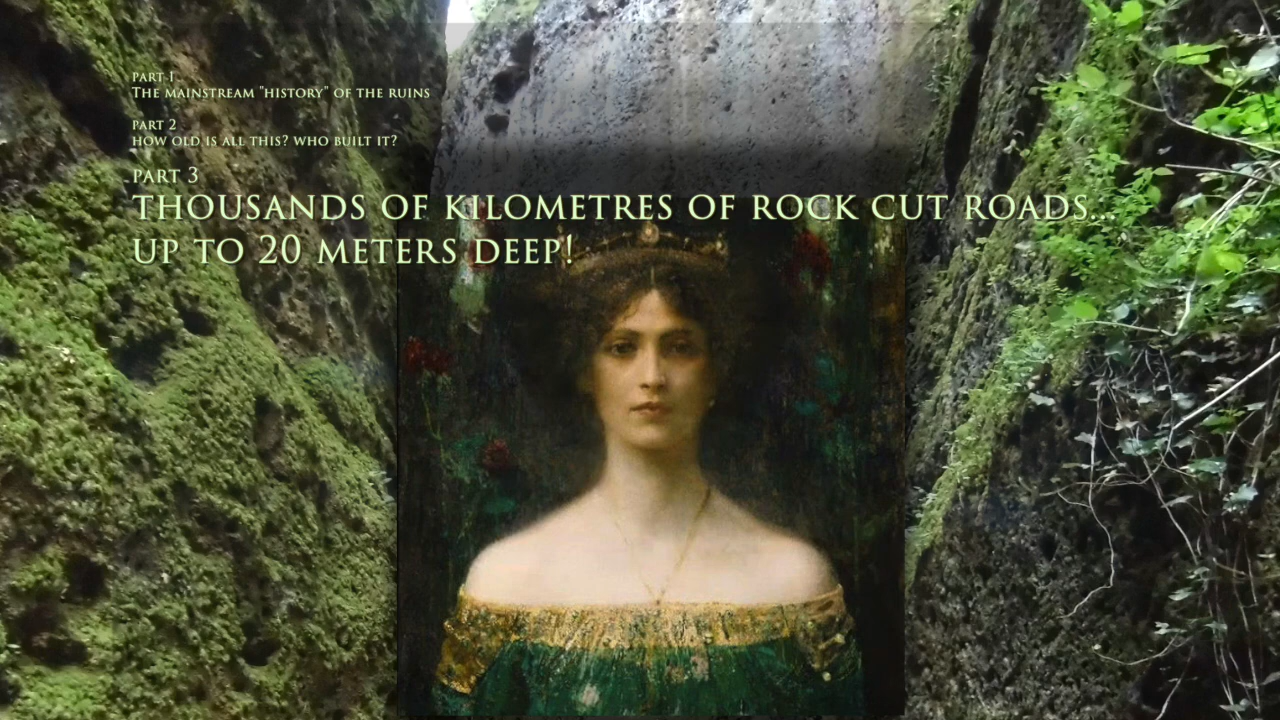 PART 1
THE MAINSTREAM "HISTORY" OF THE RUINS
PART 2
HOW OLD IS ALL THIS? WHO BUILT IT?
PART 3
THOUSANDS OF KILOMETRES OF ROCK CUT ROADS...
UP TO 20 METERS DEEP!